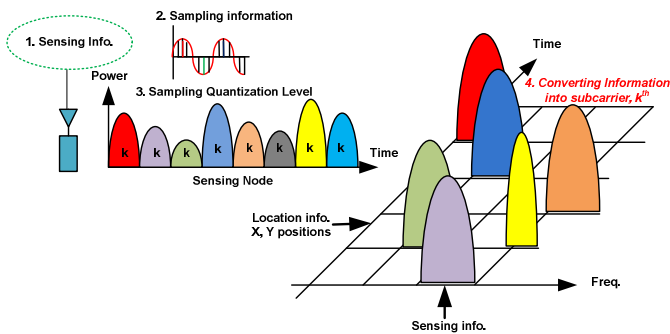 1. Sensing Info.
2. Sampling information
Power
3. Sampling Quantization Level
k k k k k k k k
Time
Sensing Node
Time
4. Converting Information
into subcarrier, kth
Location info.
X, Y positions
Freq.
Sensing info.